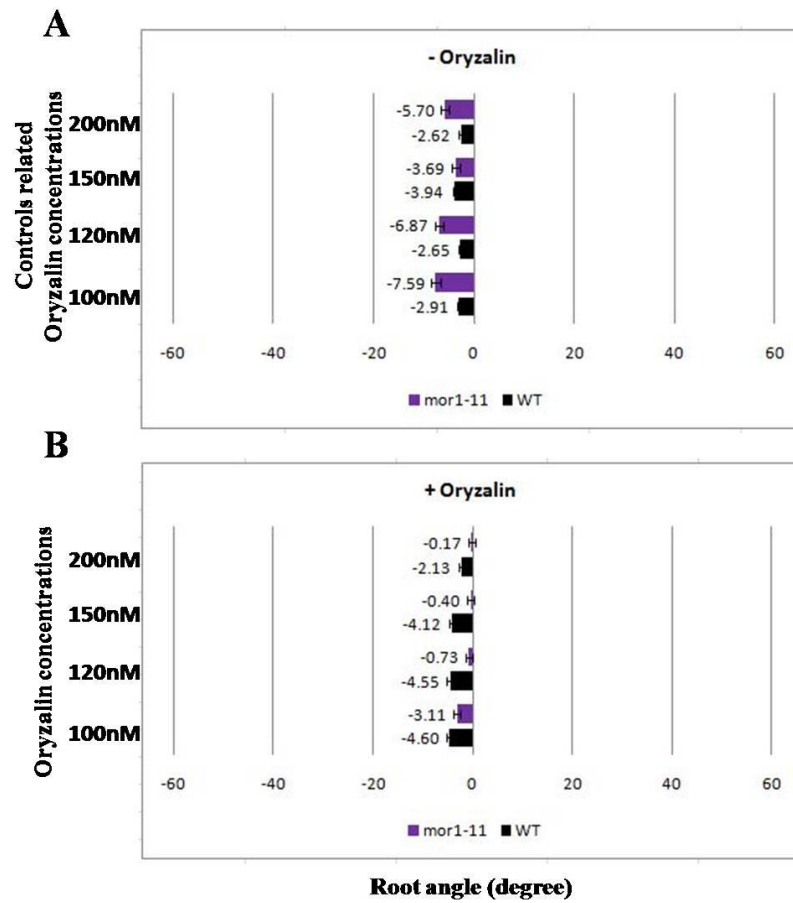 A
- Oryzalin
Controls related
Oryzalin concentrations
200nM
-5.70
-2.62
150nM
-3.69
-3.94
120nM
-6.87
-2.65
100nM
-7.59
-2.91
-60 -40 -20 0 20 40 60
mor1-11 WT
B
+ Oryzalin
Oryzalin concentrations
200nM
-0.17
-2.13
150nM
-0.40
-4.12
120nM
-0.73
-4.55
100nM
-3.11
-4.60
-60 -40 -20 0 20 40 60
mor1-11 WT
Root angle (degree)